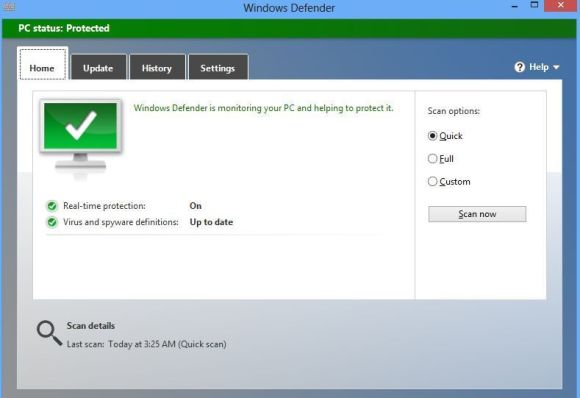 Windows Defender
PC status: Protected
Home Update History Settings Help
Windows Defender is monitoring your PC and helping to protect it.
Real-time protection: On
Virus and spyware definitions: Up to date
Scan options:
Quick
Full
Custom
Scan now
Scan details
Last scan: Today at 3:25 AM (Quick scan)